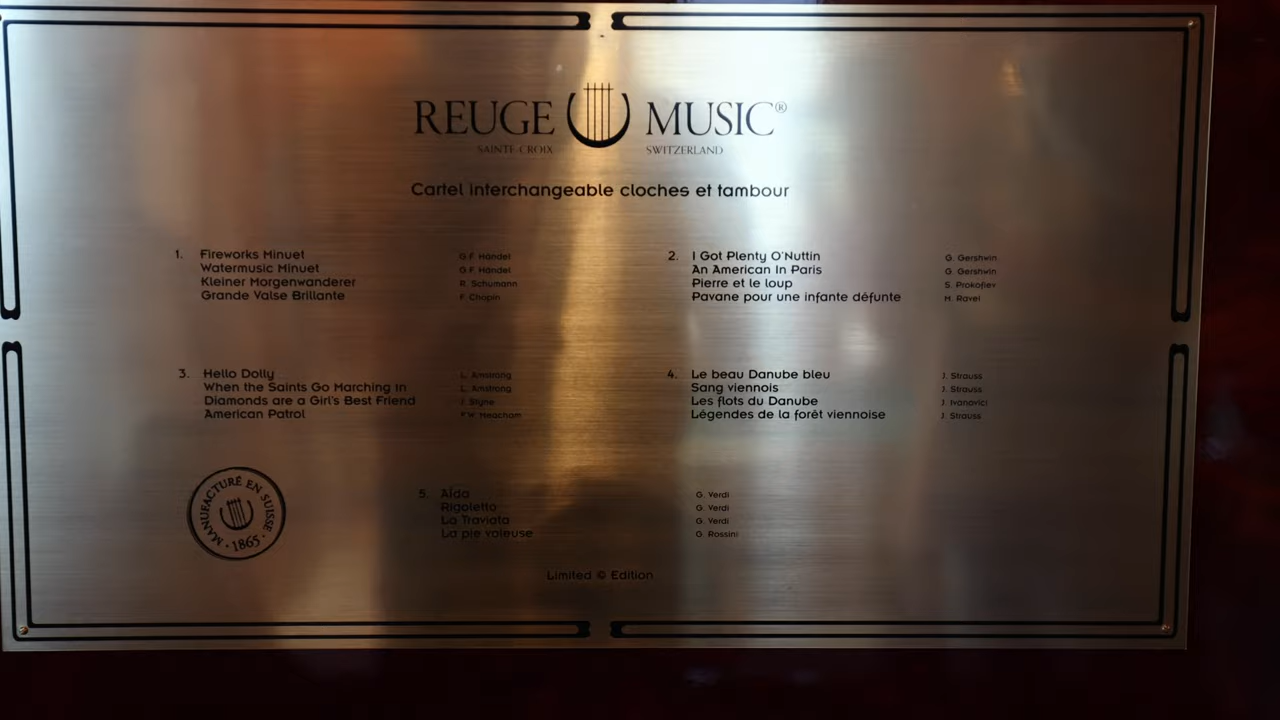 REUGE MUSIC®
SAINTE-CROIX SWITZERLAND
Cartel interchangeable cloches et tambour
1. Fireworks Minuet G.F. Händel
Watermusic Minuet G.F. Händel
Kleiner Morgenwanderer R. Schumann
Grande Valse Brillante F. Chopin
2. I Got Plenty O'Nuttin G. Gershwin
An American In Paris G. Gershwin
Pierre et le loup S. Prokofiev
Pavane pour une infante défunte M. Ravel
3. Hello Dolly L. Amstrong
When the Saints Go Marching In L. Amstrong
Diamonds are a Girl's Best Friend J. Styne
American Patrol F.W. Meacham
4. Le beau Danube bleu J. Strauss
Sang viennois J. Strauss
Les flots du Danube J. Ivanovici
Légendes de la forêt viennoise J. Strauss
MANUFACTURÉ EN SUISSE
· 1865 ·
5. Aïda G. Verdi
Rigoletto G. Verdi
La Traviata G. Verdi
La pie voleuse G. Rossini
Limited © Edition